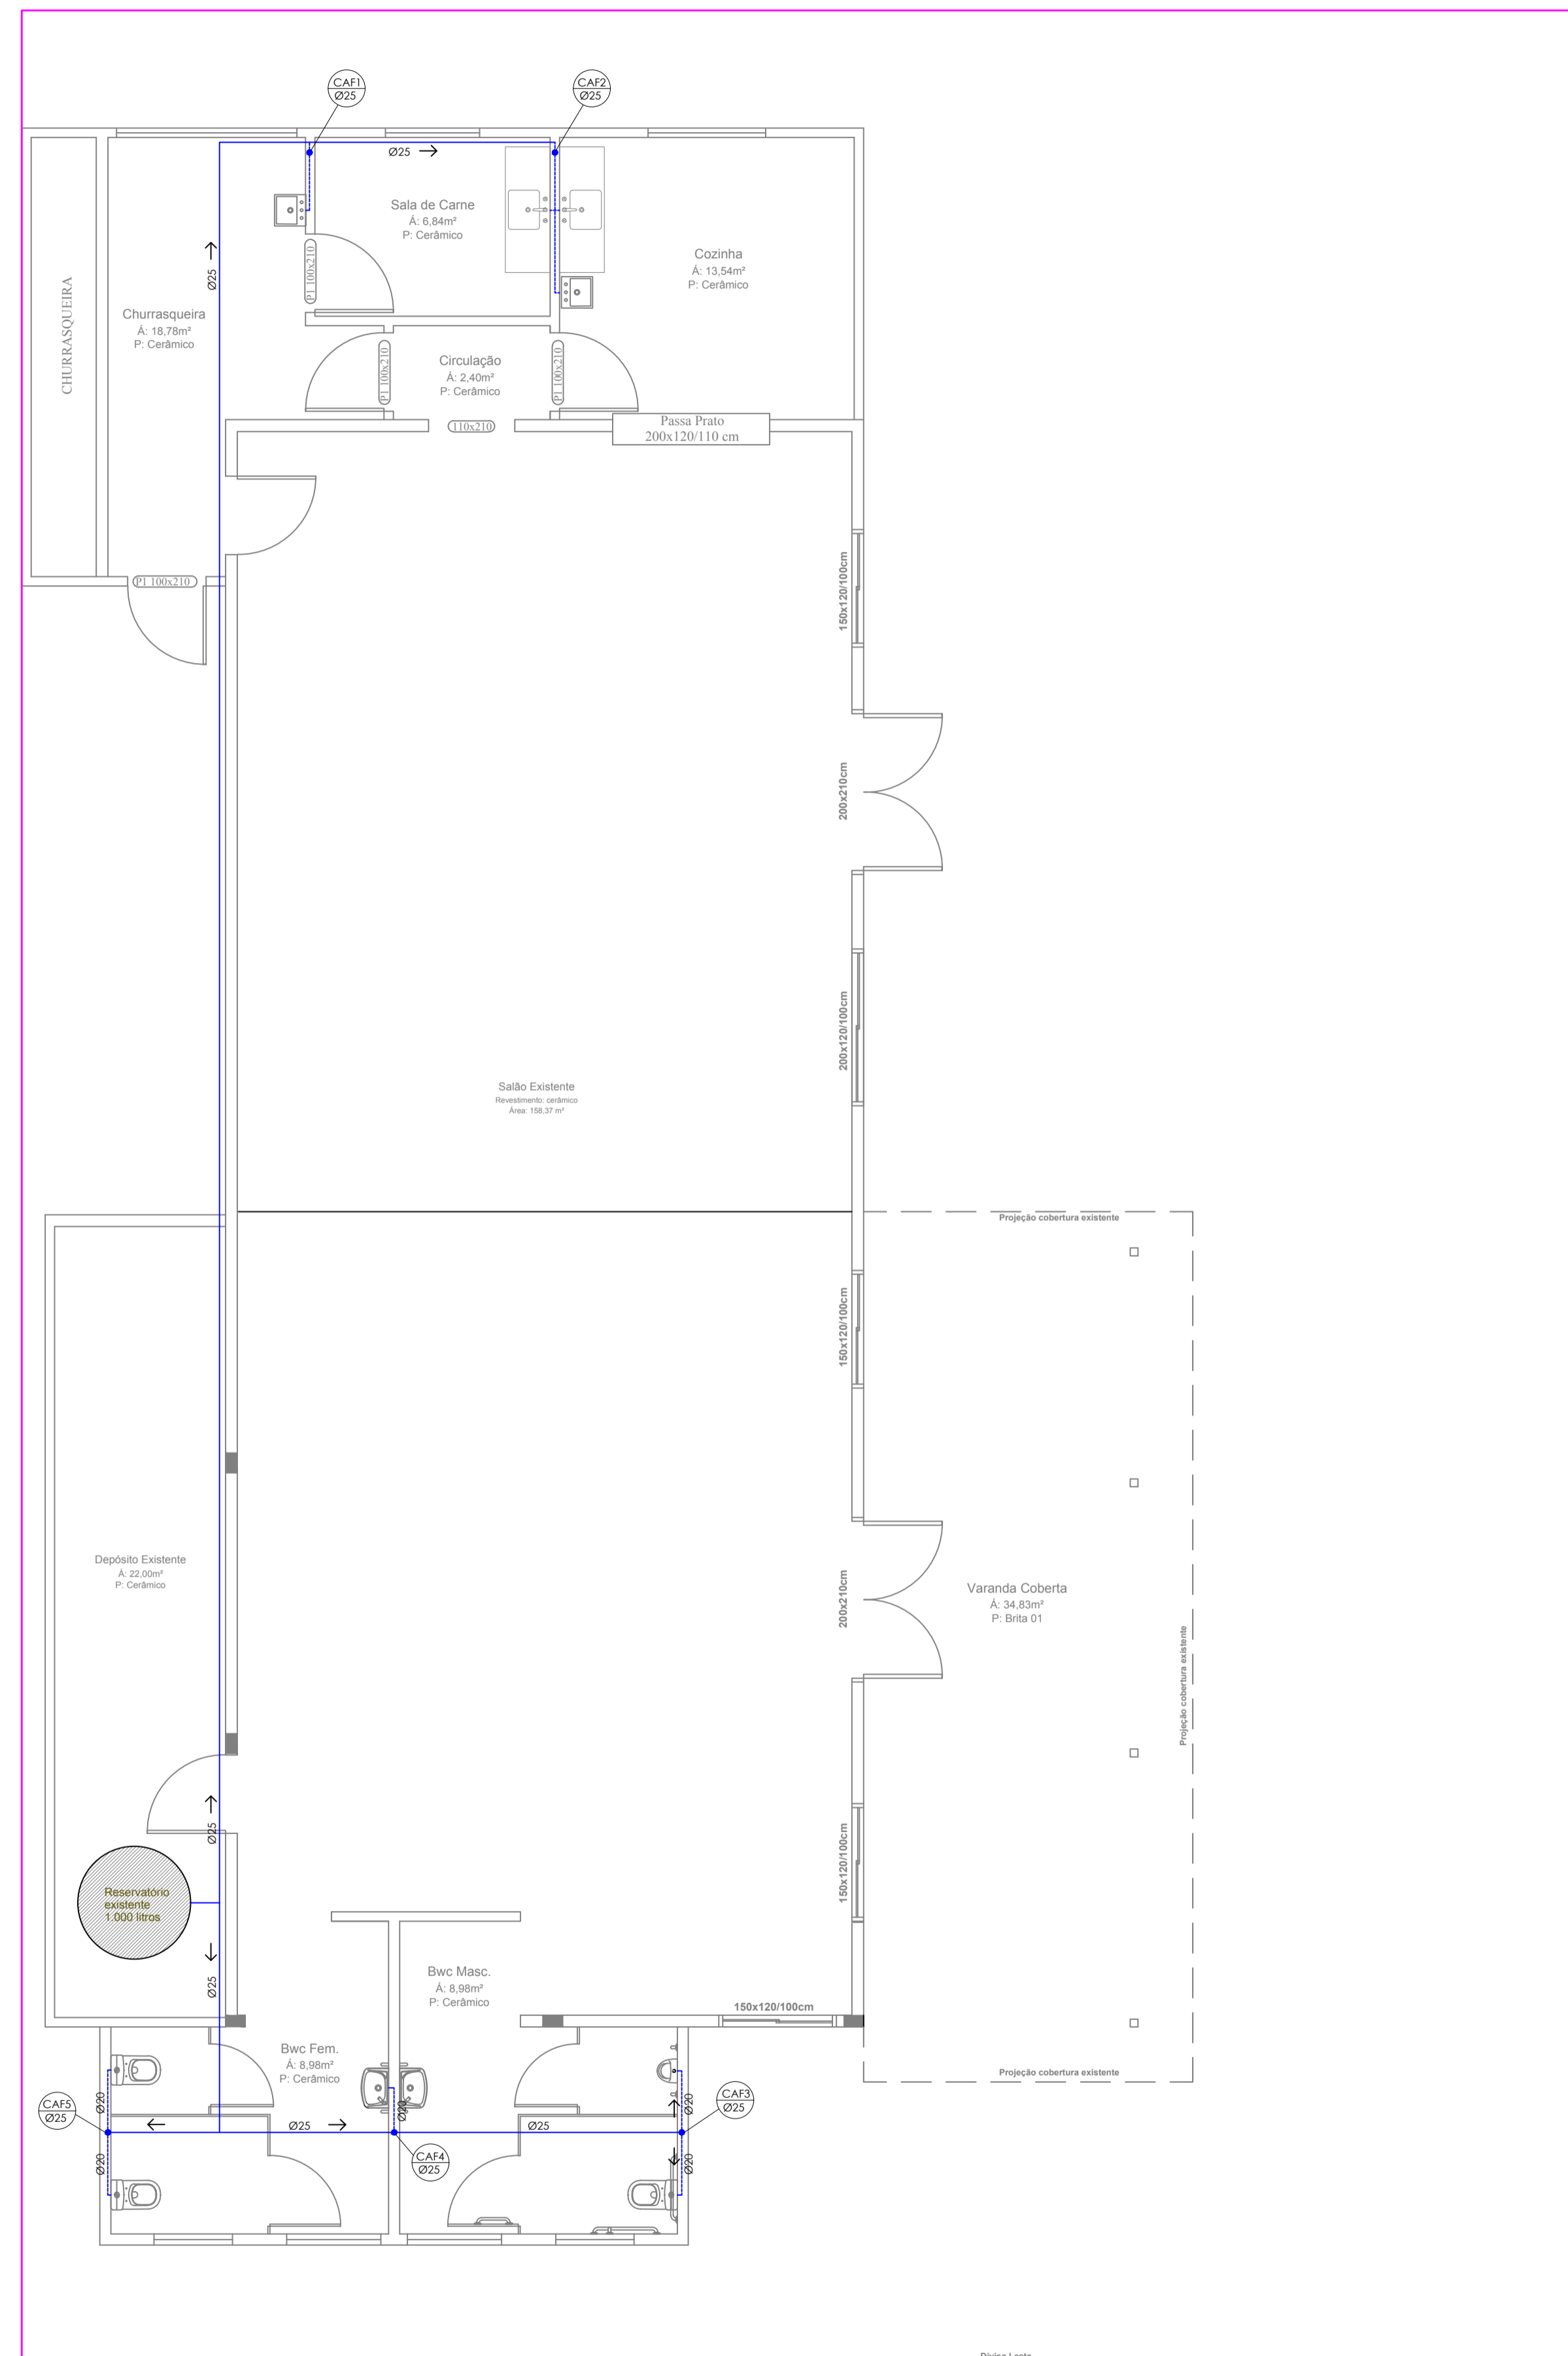 CAF1
Ø25
CAF2
Ø25
Ø25
Sala de Carne
Á: 6,84m²
P: Cerâmico
Cozinha
Á: 13,54m²
P: Cerâmico
Ø25
P1 100x210
CHURRASQUEIRA
Churrasqueira
Á: 18,78m²
P: Cerâmico
P1 100x210
Circulação
Á: 2,40m²
P: Cerâmico
P1 100x210
110x210
Passa Prato
200x120/110 cm
P1 100x210
150x120/100cm
200x210cm
200x120/100cm
Salão Existente
Revestimento: cerâmico
Área: 158,37 m²
Projeção cobertura existente
150x120/100cm
Depósito Existente
Á: 22,00m²
P: Cerâmico
200x210cm
Varanda Coberta
Á: 34,83m²
P: Brita 01
Projeção cobertura existente
Ø25
150x120/100cm
Reservatório
existente
1.000 litros
Ø25
Bwc Masc.
Á: 8,98m²
P: Cerâmico
150x120/100cm
Bwc Fem.
Á: 8,98m²
P: Cerâmico
Projeção cobertura existente
CAF5
Ø25
Ø20
Ø20
Ø20
CAF3
Ø25
Ø25
Ø25
CAF4
Ø25
Ø20
Ø20